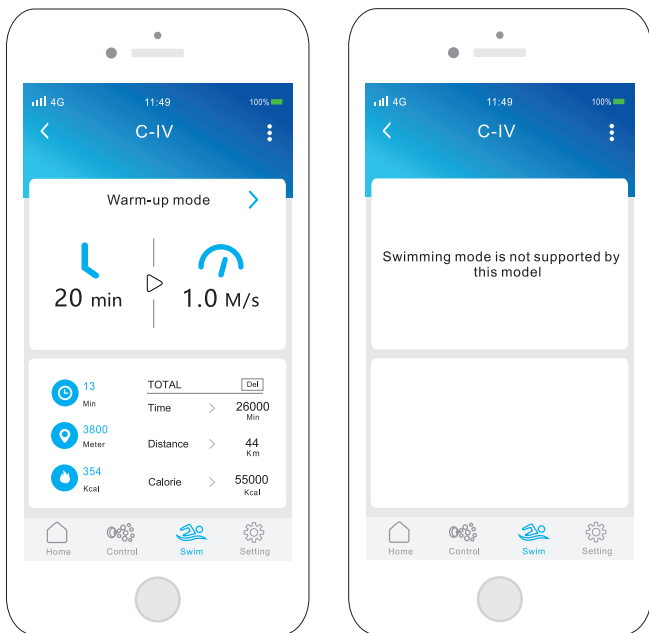 4G 11:49 100%
C-IV
Warm-up mode
20 min 1.0 M/s
13
Min
3800
Meter
354
Kcal
TOTAL Del
Time > 26000
Min
Distance > 44
Km
Calorie > 55000
Kcal
Home Control Swim Setting
4G 11:49 100%
C-IV
Swimming mode is not supported by
this model
Home Control Swim Setting